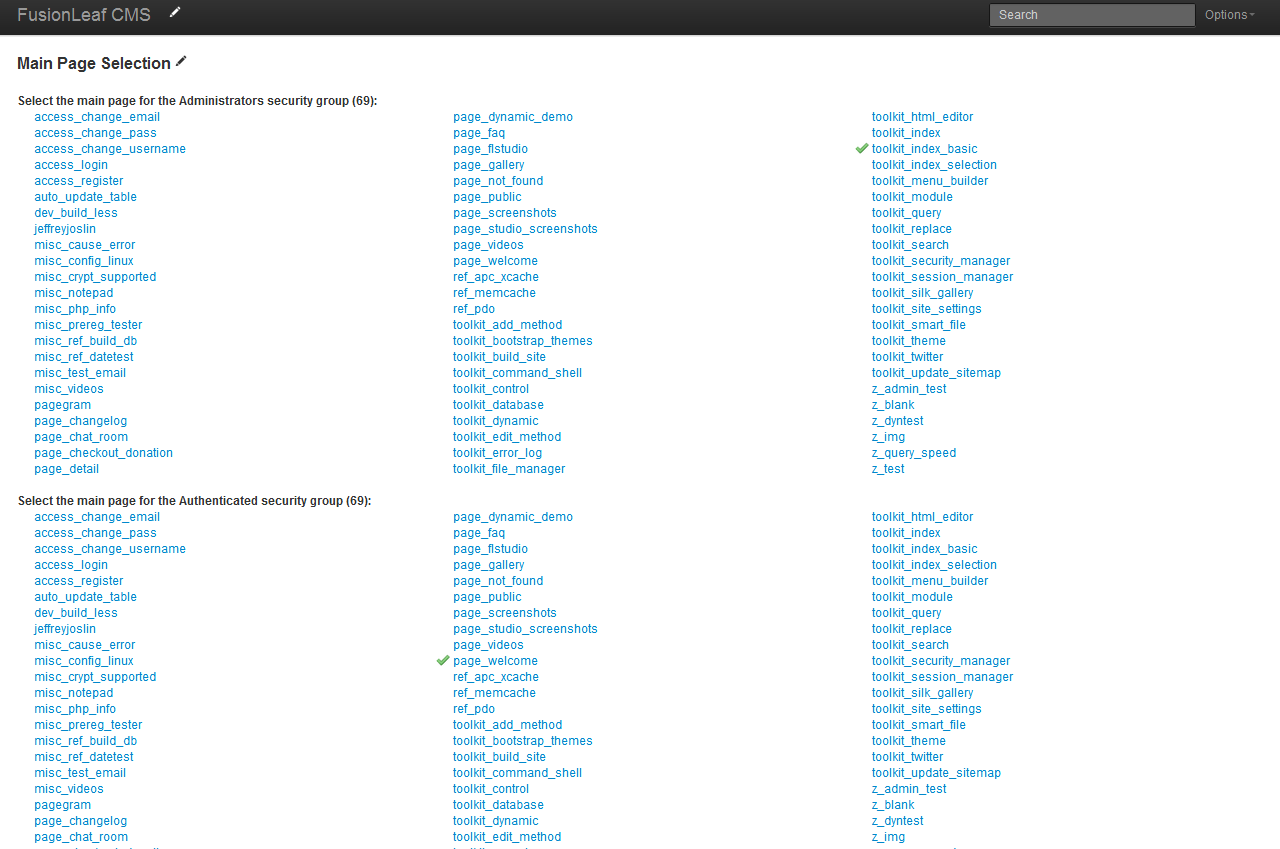 FusionLeaf CMS
Search
Options
Main Page Selection
Select the main page for the Administrators security group (69):
access_change_email
access_change_pass
access_change_username
access_login
access_register
auto_update_table
dev_build_less
jeffreyjoslin
misc_cause_error
misc_config_linux
misc_crypt_supported
misc_notepad
misc_php_info
misc_prereg_tester
misc_ref_build_db
misc_ref_datetest
misc_test_email
misc_videos
pagegram
page_changelog
page_chat_room
page_checkout_donation
page_detail
page_dynamic_demo
page_faq
page_flstudio
page_gallery
page_not_found
page_public
page_screenshots
page_studio_screenshots
page_videos
page_welcome
ref_apc_xcache
ref_memcache
ref_pdo
toolkit_add_method
toolkit_bootstrap_themes
toolkit_build_site
toolkit_command_shell
toolkit_control
toolkit_database
toolkit_dynamic
toolkit_edit_method
toolkit_error_log
toolkit_file_manager
toolkit_html_editor
toolkit_index
toolkit_index_basic
toolkit_index_selection
toolkit_menu_builder
toolkit_module
toolkit_query
toolkit_replace
toolkit_search
toolkit_security_manager
toolkit_session_manager
toolkit_silk_gallery
toolkit_site_settings
toolkit_smart_file
toolkit_theme
toolkit_twitter
toolkit_update_sitemap
z_admin_test
z_blank
z_dyntest
z_img
z_query_speed
z_test
Select the main page for the Authenticated security group (69):
access_change_email
access_change_pass
access_change_username
access_login
access_register
auto_update_table
dev_build_less
jeffreyjoslin
misc_cause_error
misc_config_linux
misc_crypt_supported
misc_notepad
misc_php_info
misc_prereg_tester
misc_ref_build_db
misc_ref_datetest
misc_test_email
misc_videos
pagegram
page_changelog
page_chat_room
page_dynamic_demo
page_faq
page_flstudio
page_gallery
page_not_found
page_public
page_screenshots
page_studio_screenshots
page_videos
page_welcome
ref_apc_xcache
ref_memcache
ref_pdo
toolkit_add_method
toolkit_bootstrap_themes
toolkit_build_site
toolkit_command_shell
toolkit_control
toolkit_database
toolkit_dynamic
toolkit_edit_method
toolkit_html_editor
toolkit_index
toolkit_index_basic
toolkit_index_selection
toolkit_menu_builder
toolkit_module
toolkit_query
toolkit_replace
toolkit_search
toolkit_security_manager
toolkit_session_manager
toolkit_silk_gallery
toolkit_site_settings
toolkit_smart_file
toolkit_theme
toolkit_twitter
toolkit_update_sitemap
z_admin_test
z_blank
z_dyntest
z_img